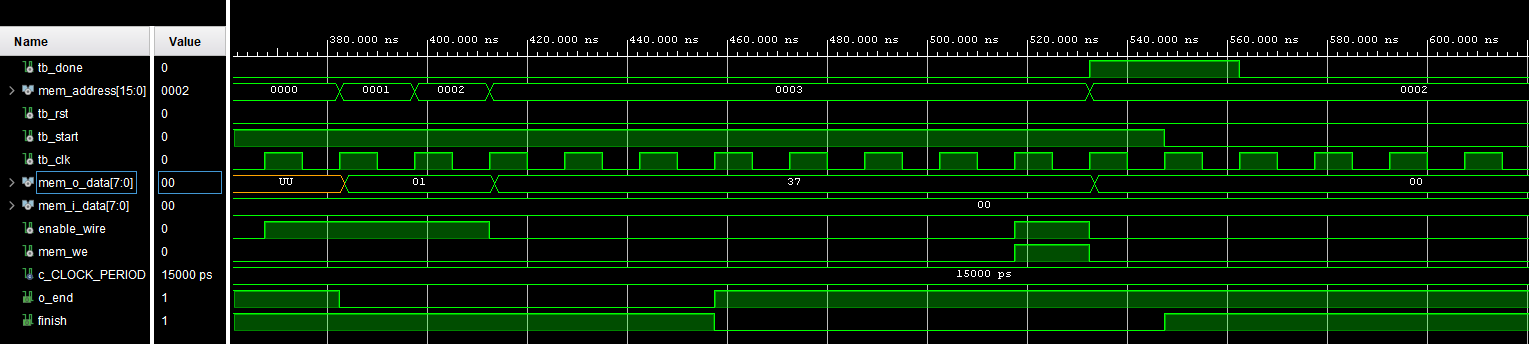 Name Value
380.000 ns 400.000 ns 420.000 ns 440.000 ns 460.000 ns 480.000 ns 500.000 ns 520.000 ns 540.000 ns 560.000 ns 580.000 ns 600.000 ns
tb_done 0
mem_address[15:0] 0002 0000 0001 0002 0003 0002
tb_rst 0
tb_start 0
tb_clk 0
mem_o_data[7:0] 00 UU 01 37 00
mem_i_data[7:0] 00 00
enable_wire 0
mem_we 0
c_CLOCK_PERIOD 15000 ps 15000 ps
o_end 1
finish 1